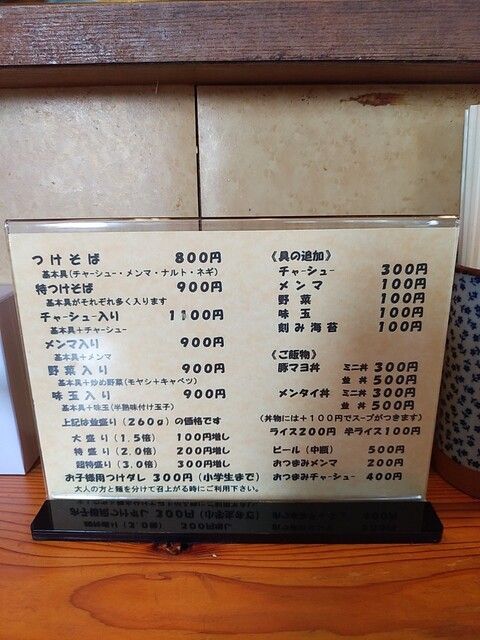 つけそば 800円
基本具(チャーシュー・メンマ・ナルト・ネギ)
特つけそば 900円
基本具がそれぞれ多く入ります
チャーシュー入り 1100円
基本具+チャーシュー
メンマ入り 900円
基本具+メンマ
野菜入り 900円
基本具+炒め野菜(モヤシ+キャベツ)
味玉入り 900円
基本具+味玉(半熟味付け玉子)
上記は並盛り(260g)の価格です
大盛り(1.5倍) 100円増し
特盛り(2.0倍) 200円増し
超特盛り(3.0倍) 300円増し
お子様用つけダレ 300円(小学生まで)
大人の方と麺を分けて召上がる時にご利用下さい。
《具の追加》
チャーシュー 300円
メンマ 100円
野菜 100円
味玉 100円
刻み海苔 100円
《ご飯物》
豚マヨ丼 ミニ丼 300円
並丼 500円
メンタイ丼 ミニ丼 300円
並丼 500円
(丼物には+100円でスープがつきます)
ライス200円 半ライス100円
ビール(中瓶) 500円
おつまみメンマ 200円
おつまみチャーシュー 400円